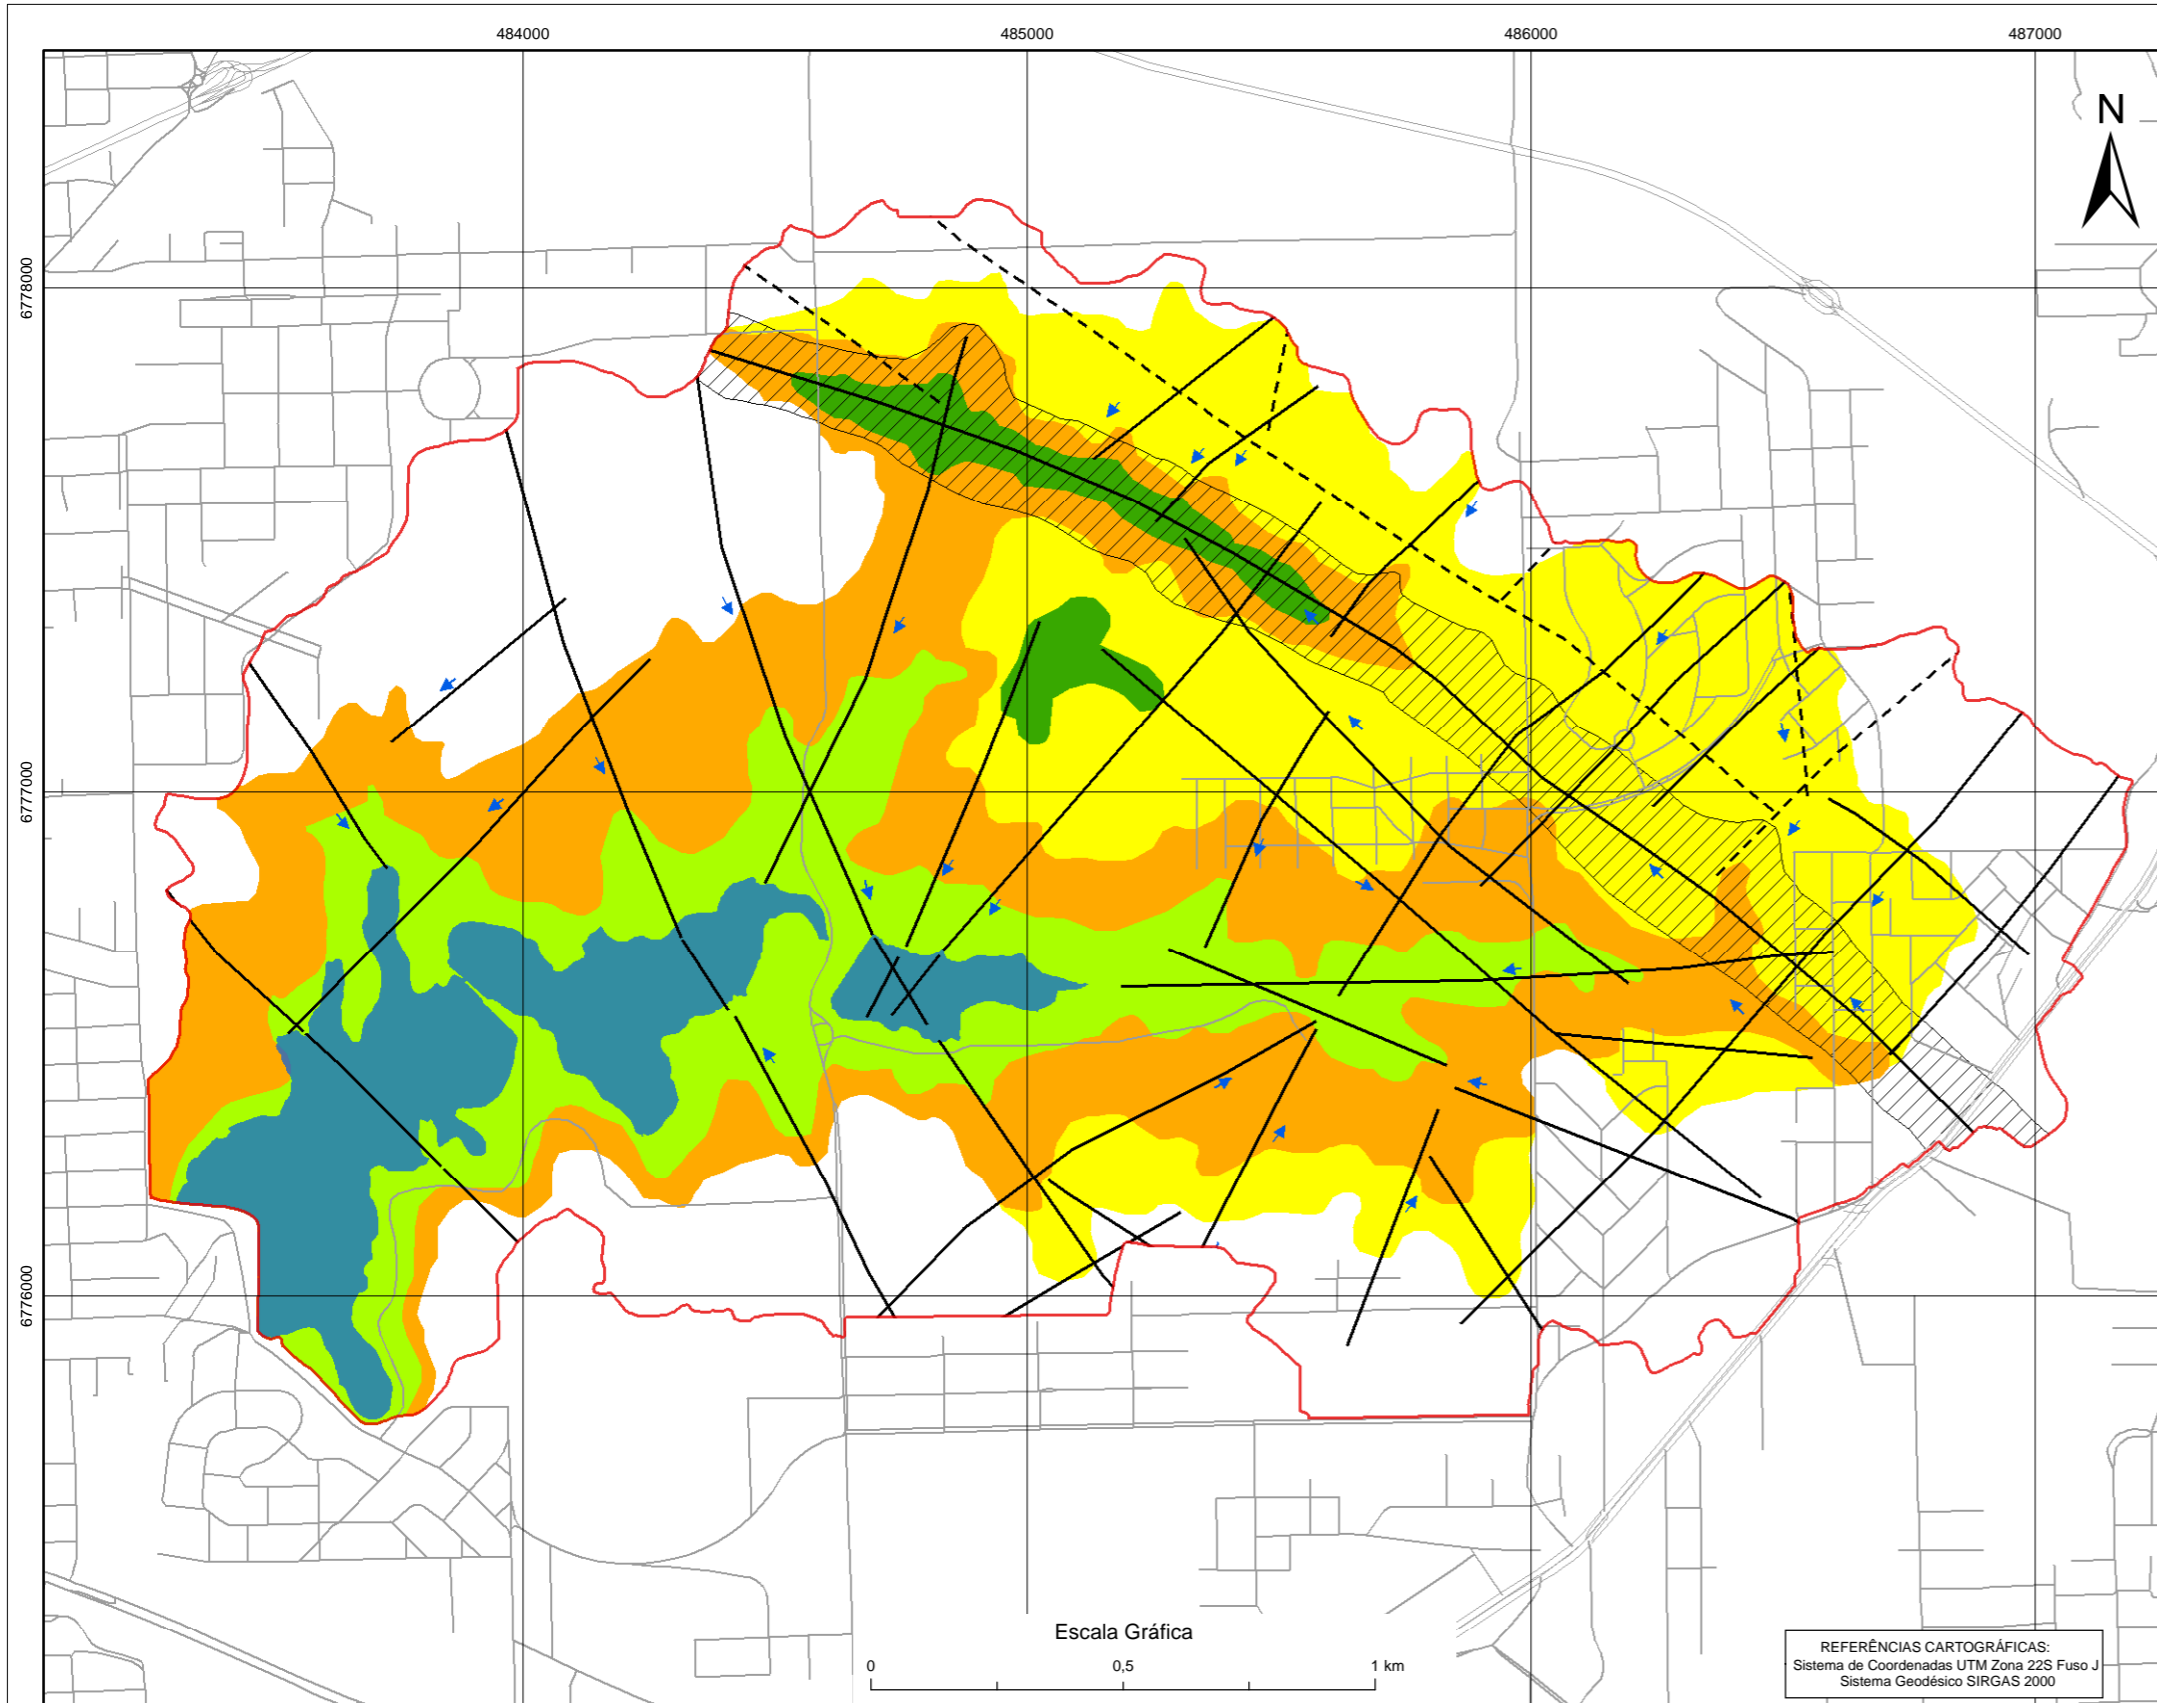 484000
485000
486000
487000
N
6778000
6777000
6776000
Escala Gráfica
0
0,5
1 km
REFERÊNCIAS CARTOGRÁFICAS:
Sistema de Coordenadas UTM Zona 22S Fuso J
Sistema Geodésico SIRGAS 2000